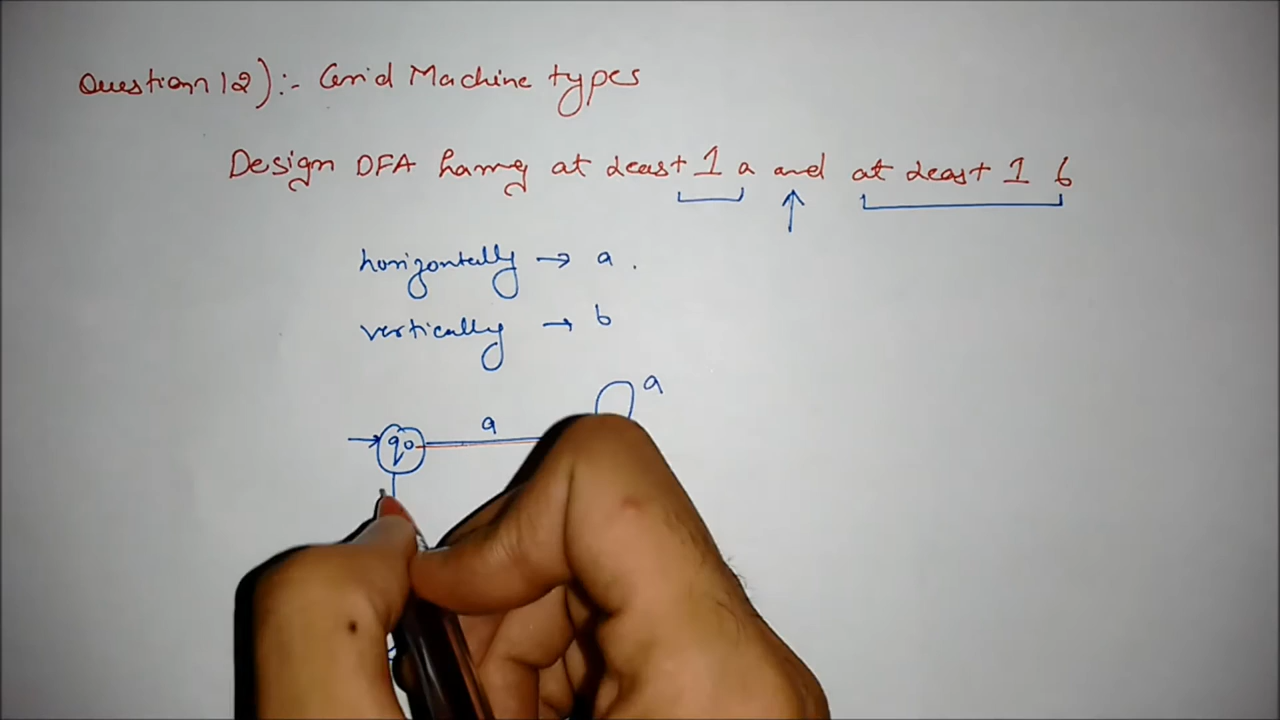 Question 12) :- Grid Machine types
Design DFA having at least 1 a and at least 1 b
horizontally → a .
vertically → b
a
a
→ q0